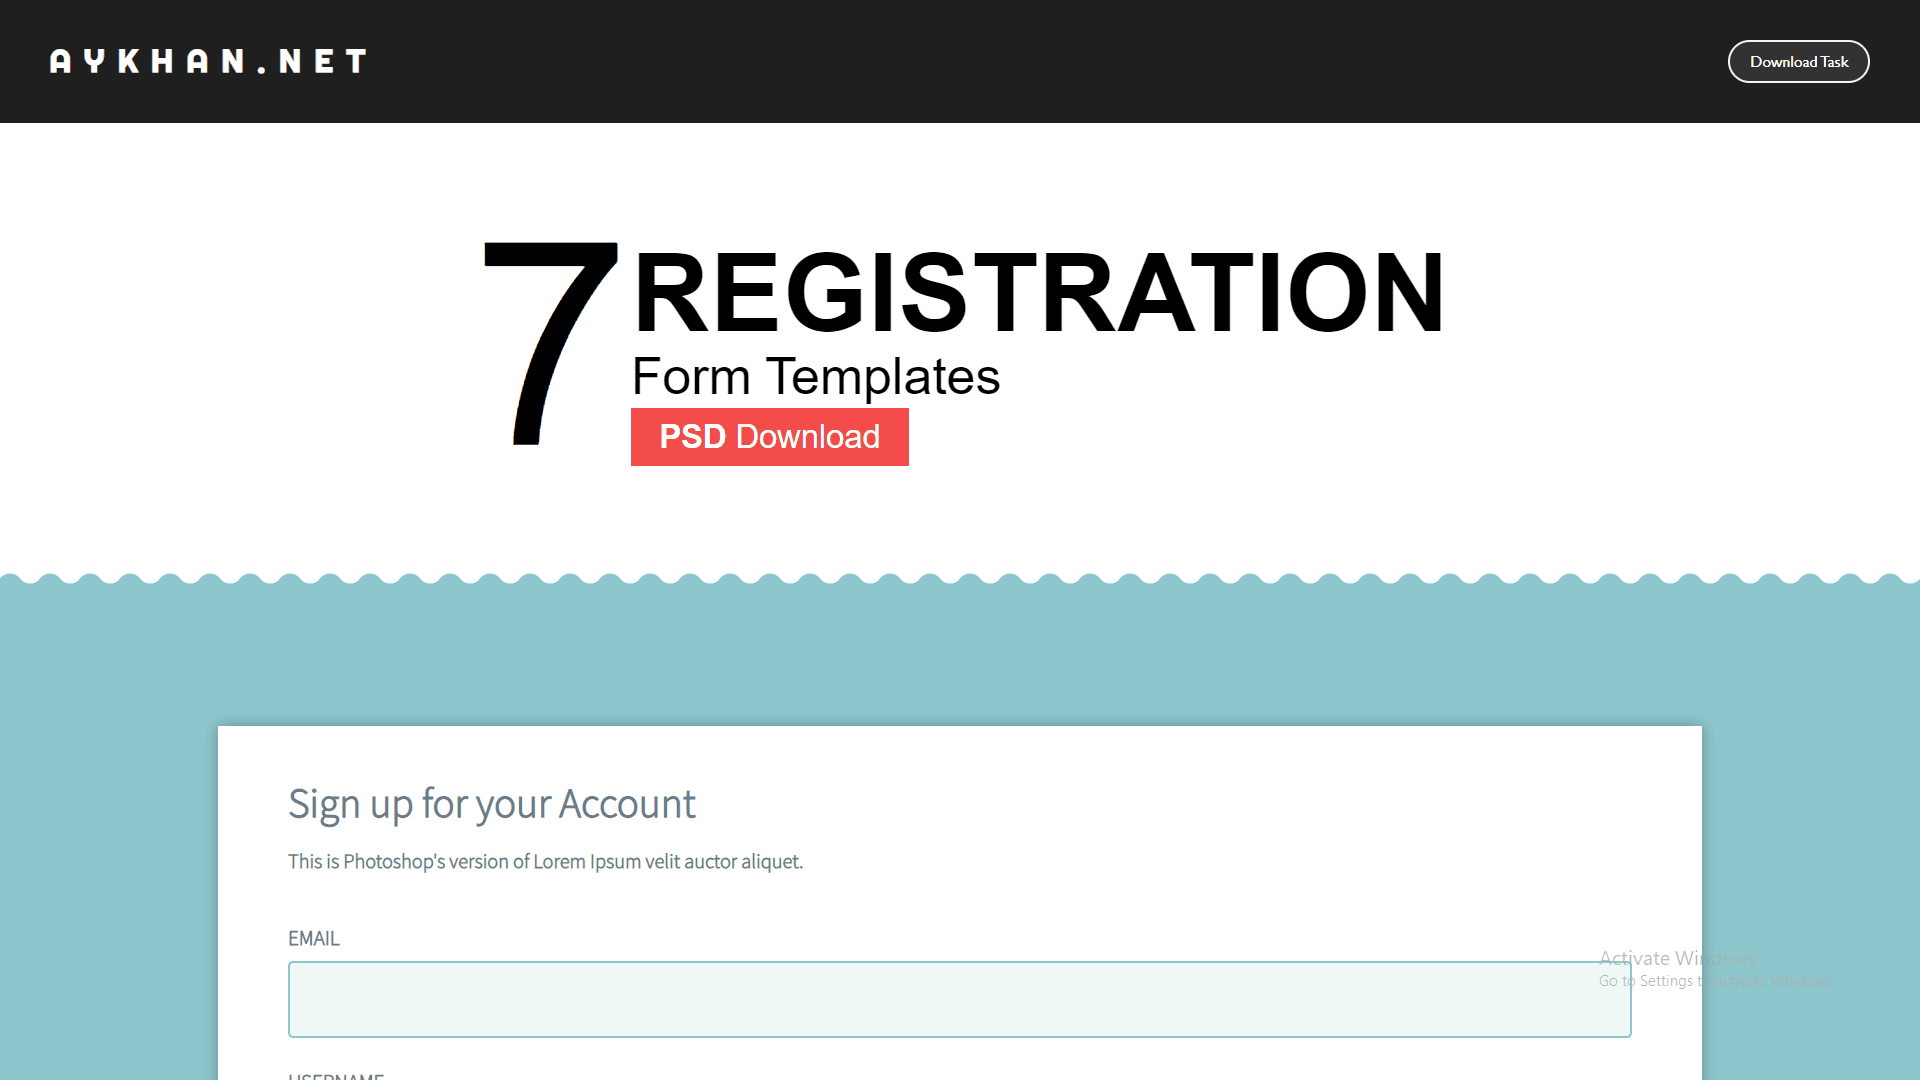 AYKHAN.NET
Download Task
7 REGISTRATION
Form Templates
PSD Download
Sign up for your Account
This is Photoshop's version of Lorem Ipsum velit auctor aliquet.
EMAIL
Activate Windows
Go to Settings to activate Windows.
USERNAME